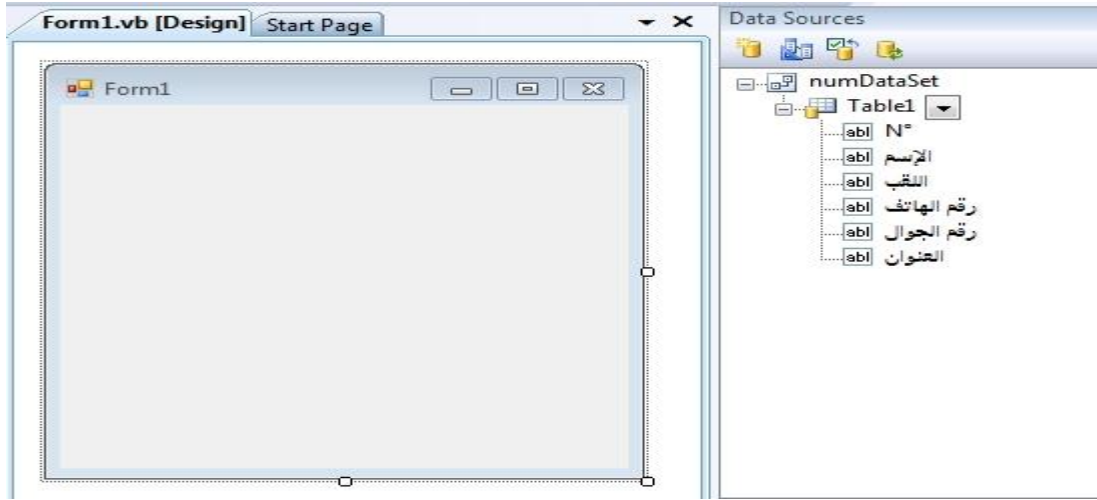 Form1.vb [Design]
Start Page
Form1
Data Sources
numDataSet
Table1
abl N°
abl الإسم
abl اللقب
abl رقم الهاتف
abl رقم الجوال
abl العنوان